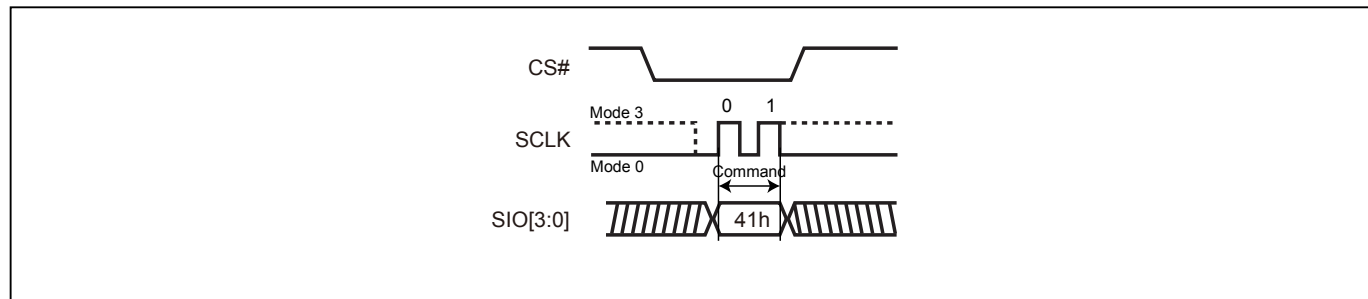 CS#
Mode 3
0 1
SCLK
Mode 0
Command
SIO[3:0]
41h